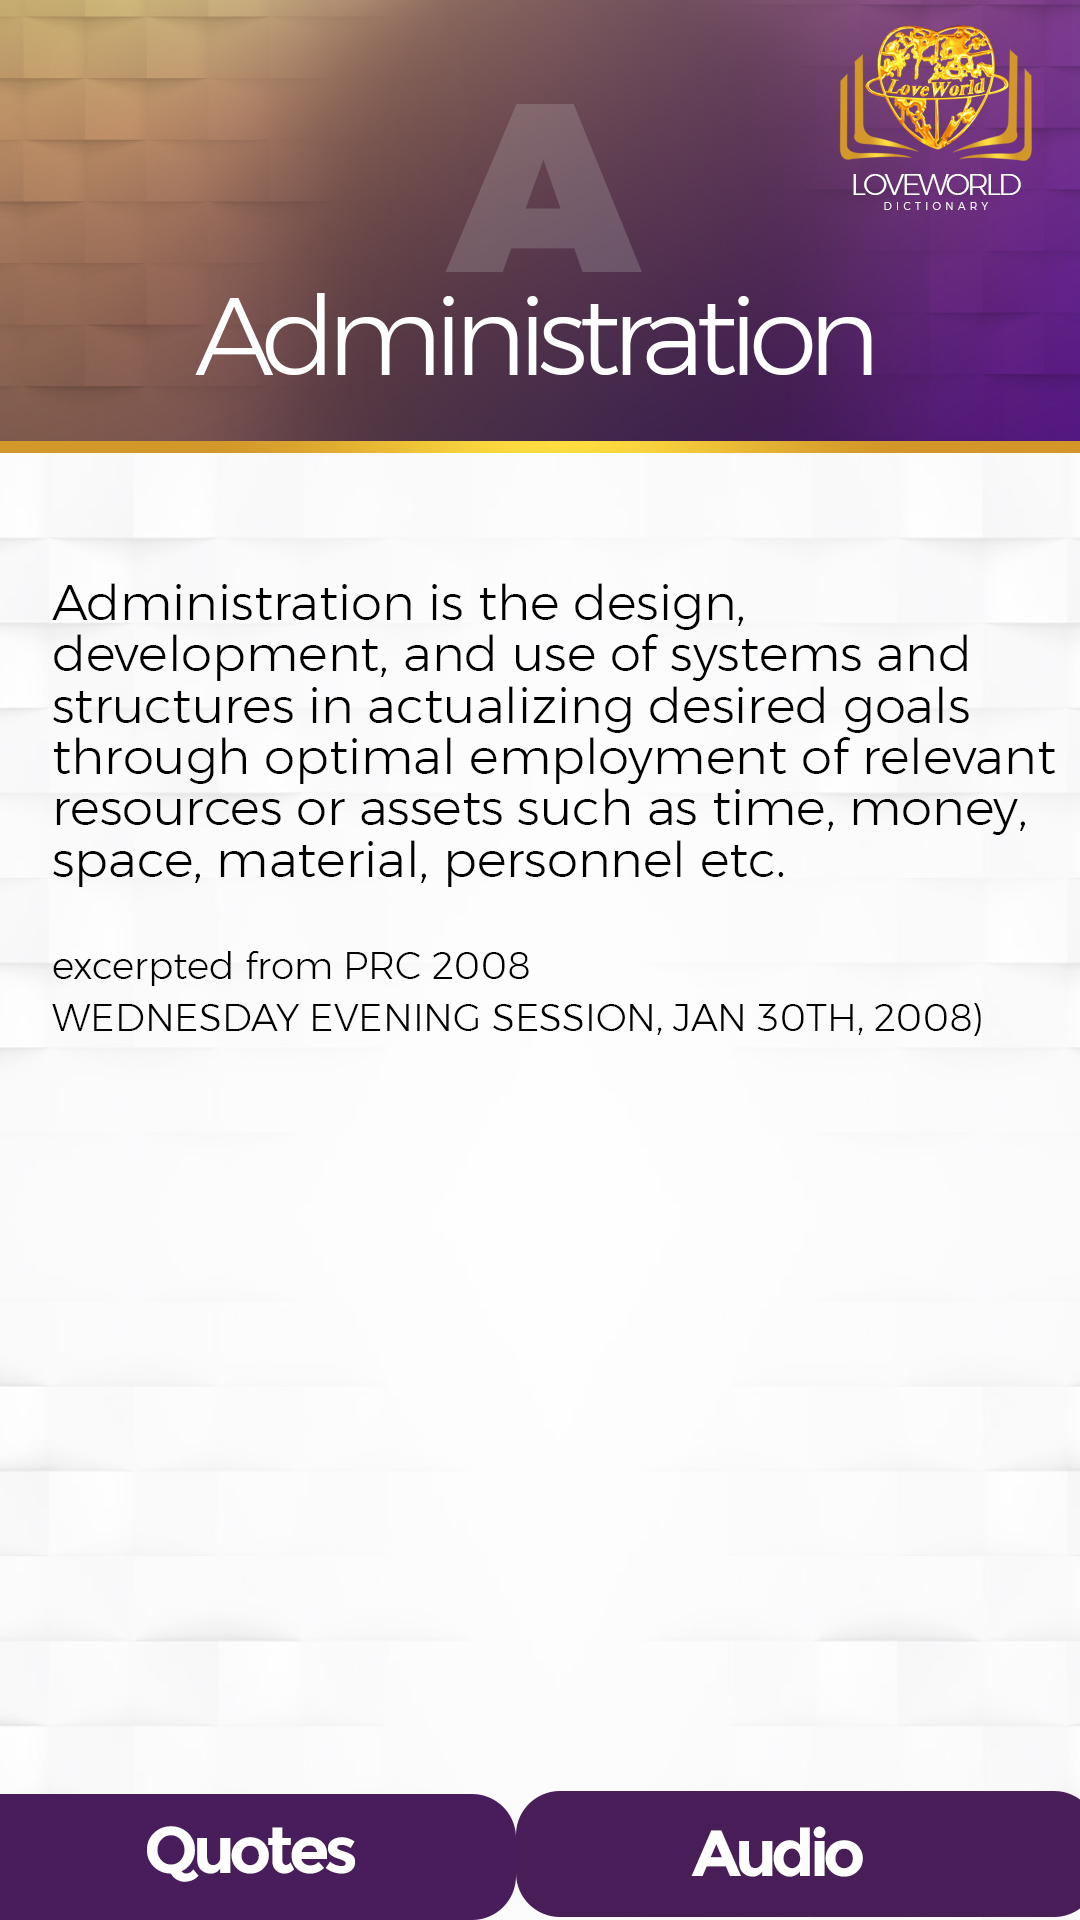 LoveWorld
LOVEWORLD
DICTIONARY
A
Administration
Administration is the design,
development, and use of systems and
structures in actualizing desired goals
through optimal employment of relevant
resources or assets such as time, money,
space, material, personnel etc.
excerpted from PRC 2008
WEDNESDAY EVENING SESSION, JAN 30TH, 2008)
Quotes
Audio